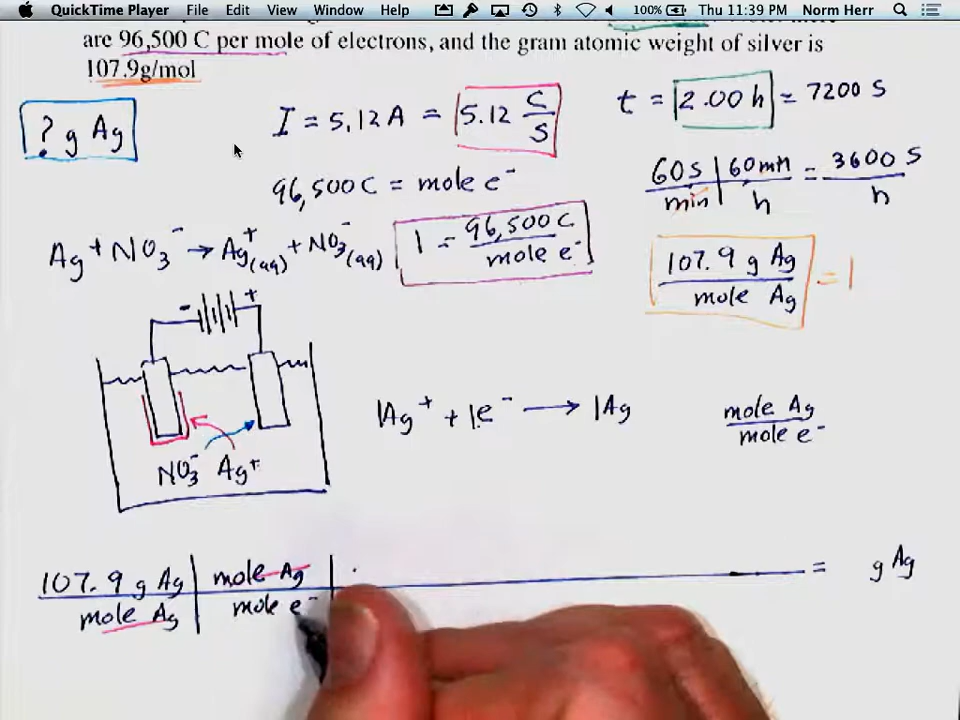 QuickTime Player File Edit View Window Help 100% Thu 11:39 PM Norm Herr
are 96,500 C per mole of electrons, and the gram atomic weight of silver is
107.9g/mol
? g Ag
I = 5.12A = 5.12 C/S
t = 2.00 h = 7200 S
96,500C = mole e⁻
60 s/min | 60 min/h = 3600 S/h
Ag⁺NO₃⁻ → Ag⁺(aq) + NO₃⁻(aq)
1 = 96,500 C/mole e⁻
107.9 g Ag/mole Ag = 1
- +
1Ag⁺ + 1e⁻ → 1Ag
mole Ag/mole e⁻
NO₃⁻ Ag⁺
107.9 g Ag/mole Ag | mole Ag/mole e⁻ | = g Ag